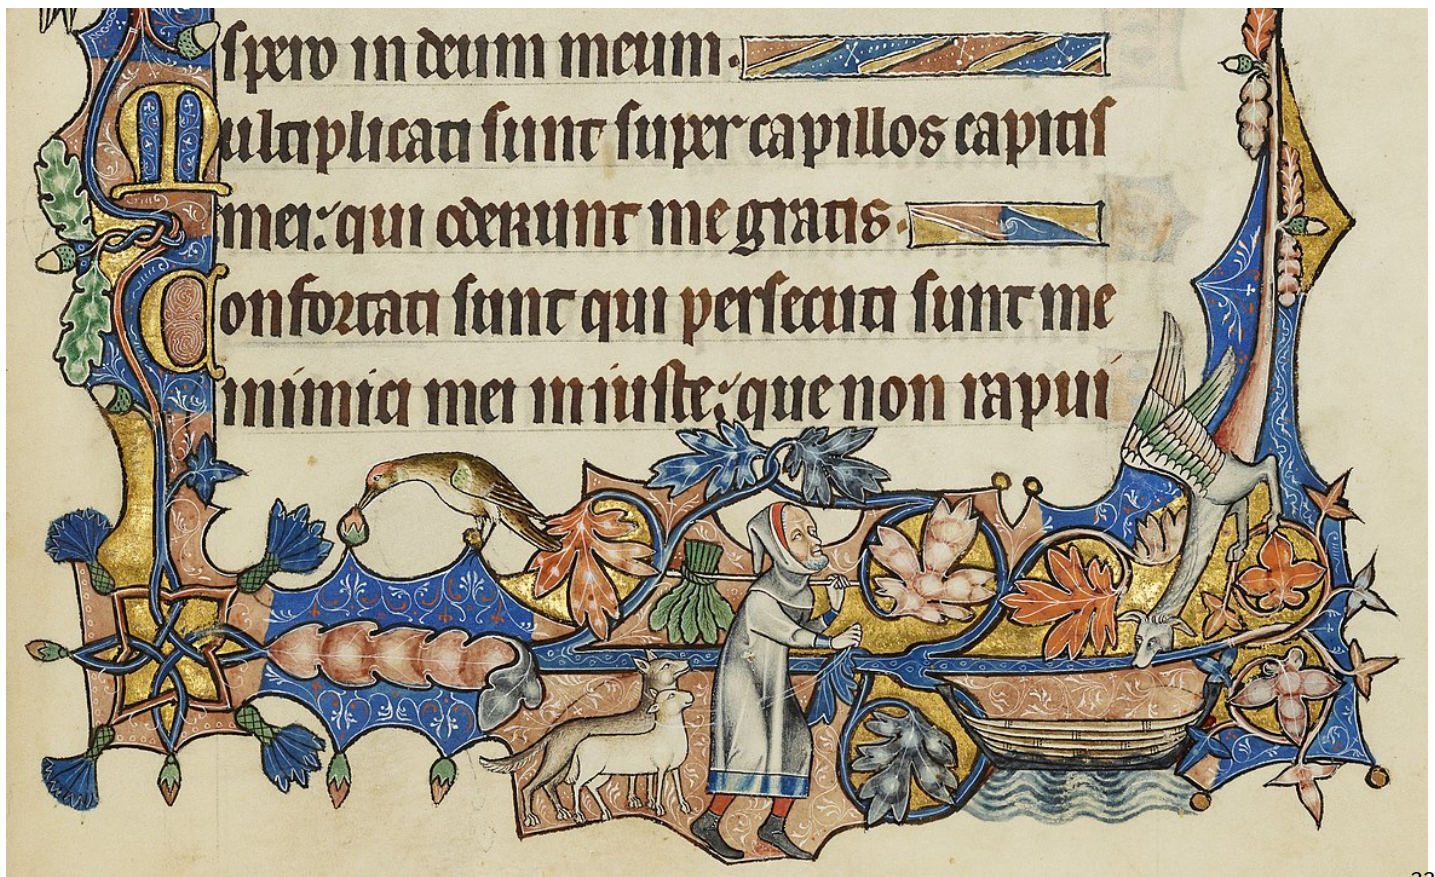 spero in deum meum.
Multiplicati sunt super capillos capitis
mei: qui oderunt me gratis.
Confortati sunt qui persecuti sunt me
inimici mei iniuste: que non rapui